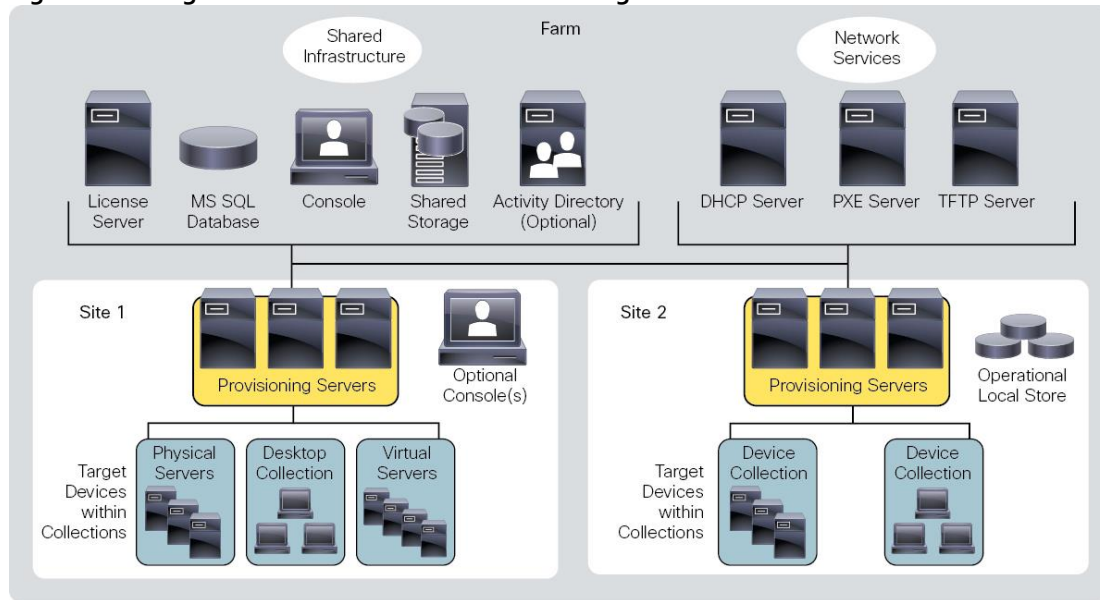 Farm
Shared
Infrastructure
Network
Services
License
Server
MS SQL
Database
Console
Shared
Storage
Activity Directory
(Optional)
DHCP Server
PXE Server
TFTP Server
Site 1
Provisioning Servers
Optional
Console(s)
Target
Devices
within
Collections
Physical
Servers
Desktop
Collection
Virtual
Servers
Site 2
Provisioning Servers
Operational
Local Store
Target
Devices
within
Collections
Device
Collection
Device
Collection